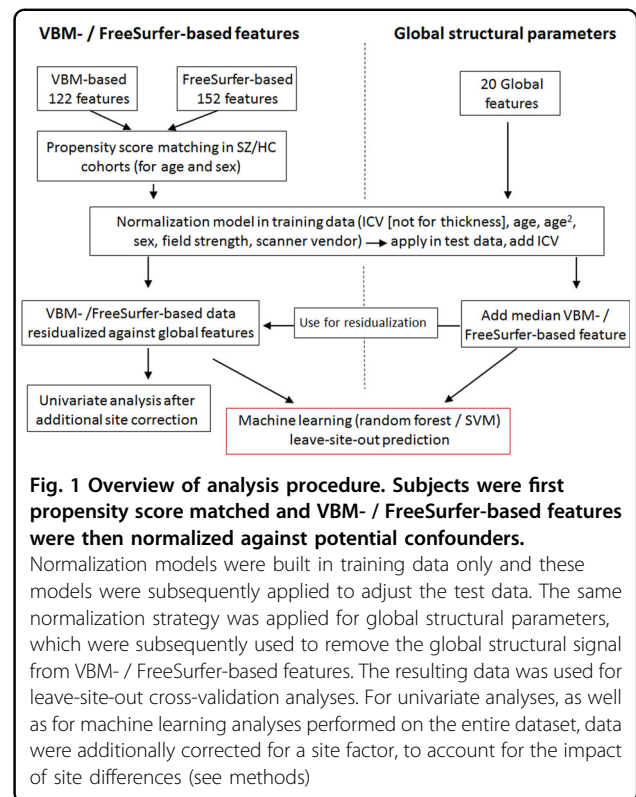 VBM- / FreeSurfer-based features
Global structural parameters
VBM-based
122 features
FreeSurfer-based
152 features
20 Global
features
Propensity score matching in SZ/HC
cohorts (for age and sex)
Normalization model in training data (ICV [not for thickness], age, age²,
sex, field strength, scanner vendor) → apply in test data, add ICV
VBM- /FreeSurfer-based data
residualized against global features
Use for residualization
Add median VBM- /
FreeSurfer-based feature
Univariate analysis after
additional site correction
Machine learning (random forest / SVM)
leave-site-out prediction
Fig. 1 Overview of analysis procedure. Subjects were first
propensity score matched and VBM- / FreeSurfer-based features
were then normalized against potential confounders.
Normalization models were built in training data only and these
models were subsequently applied to adjust the test data. The same
normalization strategy was applied for global structural parameters,
which were subsequently used to remove the global structural signal
from VBM- / FreeSurfer-based features. The resulting data was used for
leave-site-out cross-validation analyses. For univariate analyses, as well
as for machine learning analyses performed on the entire dataset, data
were additionally corrected for a site factor, to account for the impact
of site differences (see methods)